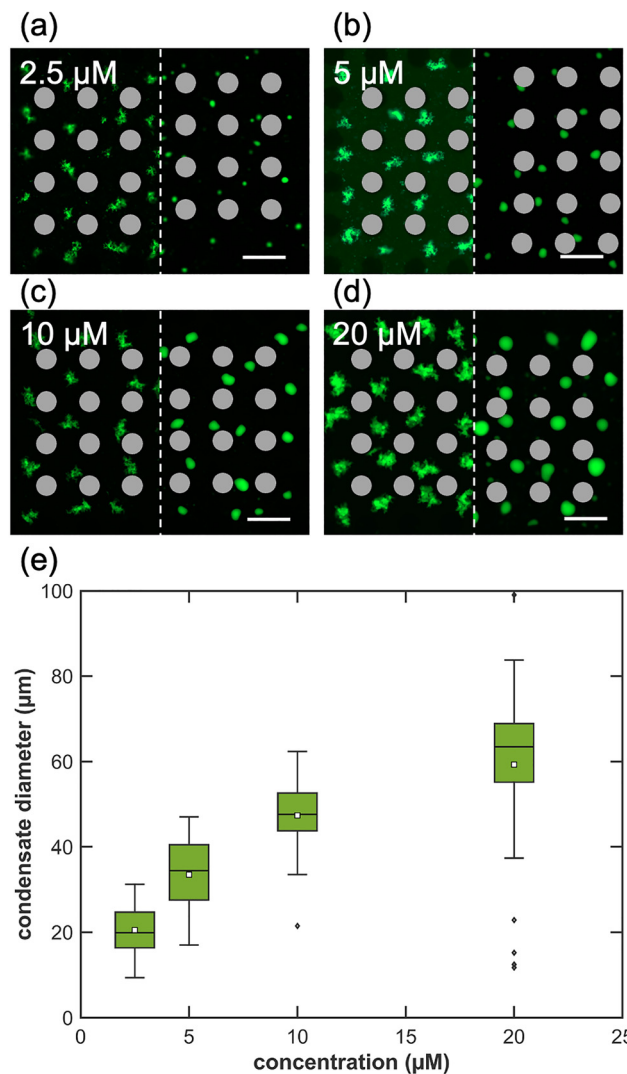 (a)
(b)
2.5 µM
5 µM
(c)
(d)
10 µM
20 µM
(e)
100
80
60
40
20
0
condensate diameter (µm)
0
5
10
15
20
25
concentration (µM)